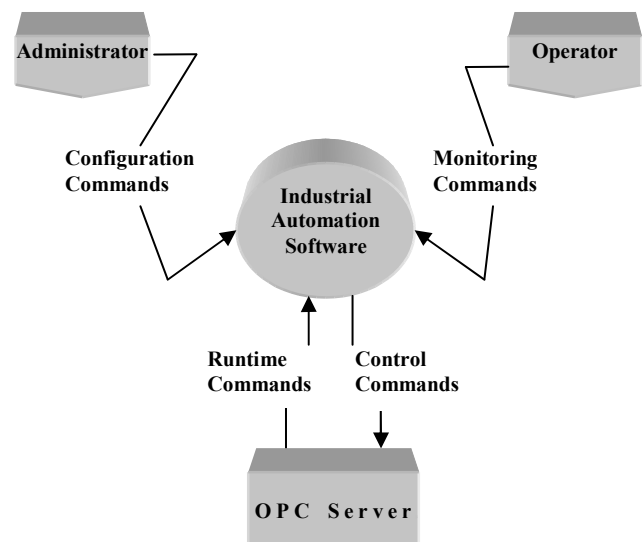 Administrator
Operator
Configuration
Commands
Monitoring
Commands
Industrial
Automation
Software
Runtime
Commands
Control
Commands
OPC Server